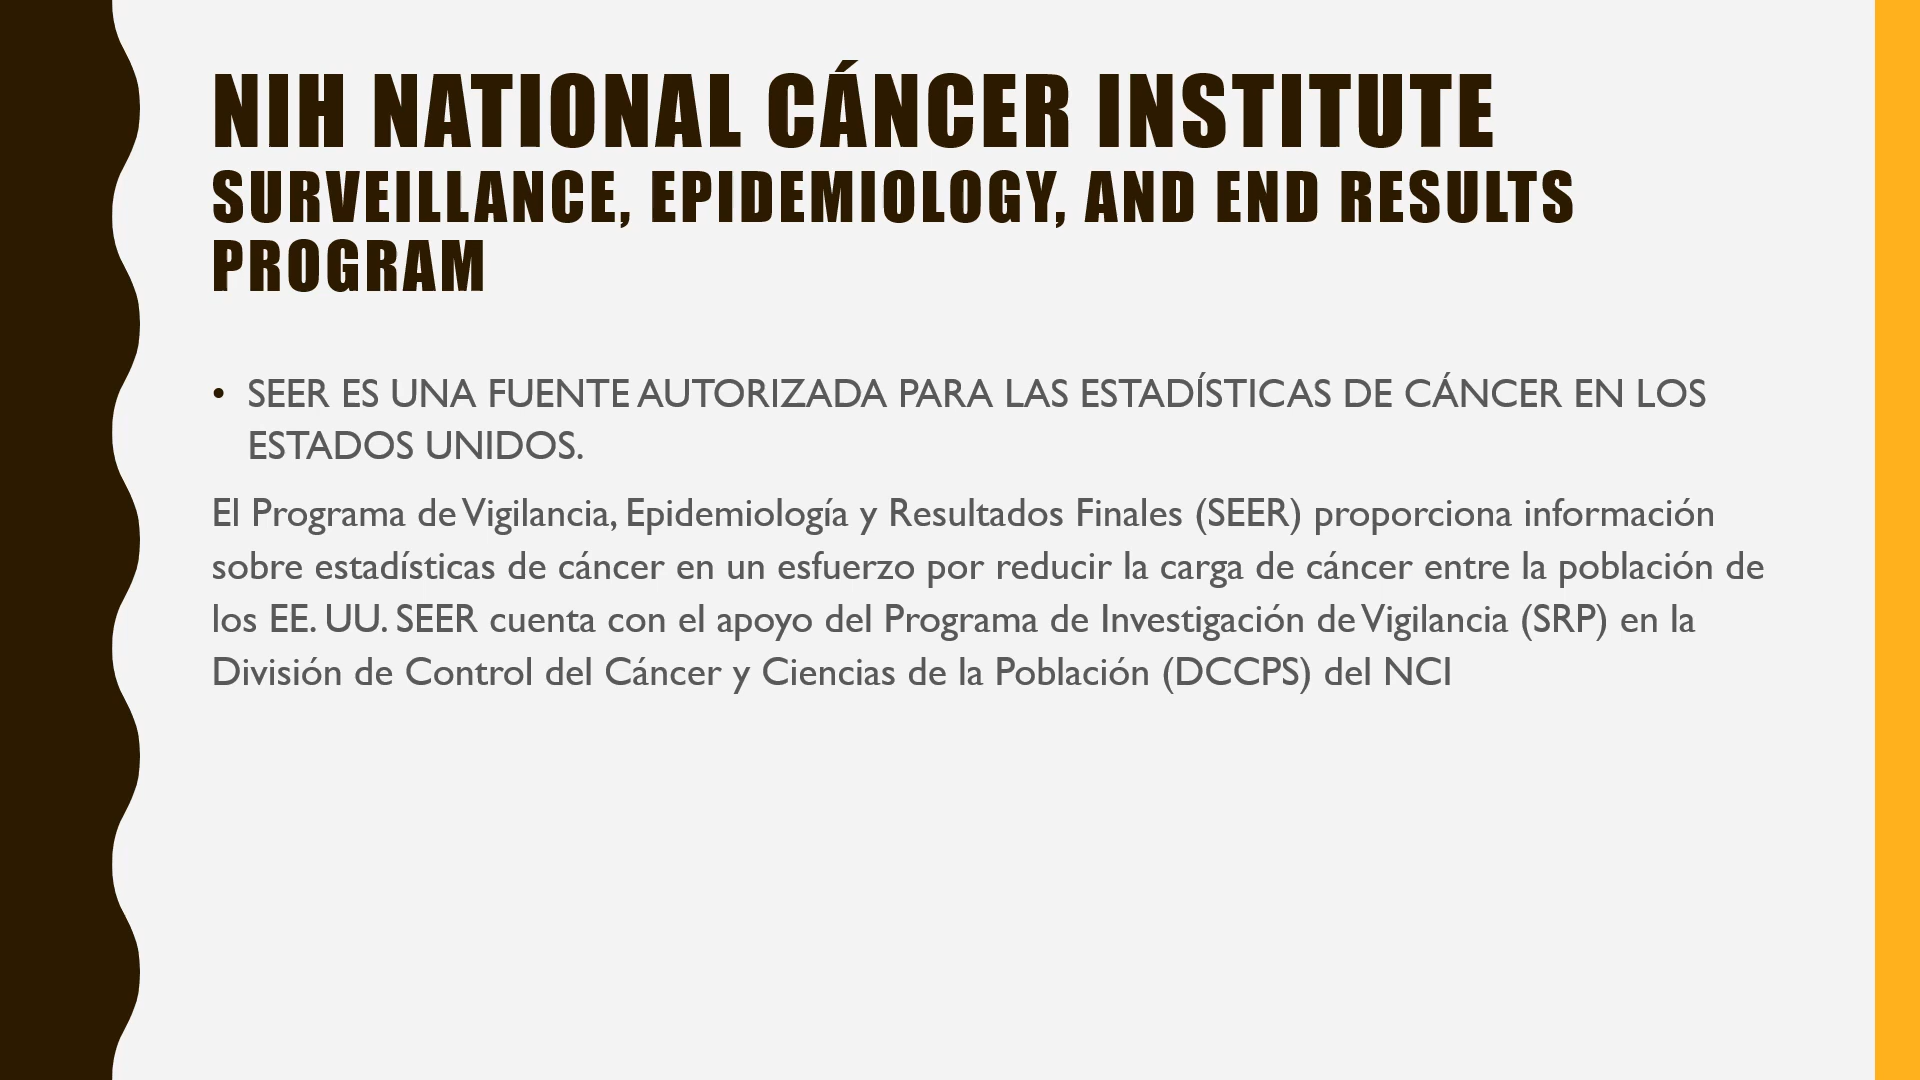 NIH NATIONAL CÁNCER INSTITUTE
SURVEILLANCE, EPIDEMIOLOGY, AND END RESULTS
PROGRAM
• SEER ES UNA FUENTE AUTORIZADA PARA LAS ESTADÍSTICAS DE CÁNCER EN LOS
ESTADOS UNIDOS.
El Programa de Vigilancia, Epidemiología y Resultados Finales (SEER) proporciona información
sobre estadísticas de cáncer en un esfuerzo por reducir la carga de cáncer entre la población de
los EE. UU. SEER cuenta con el apoyo del Programa de Investigación de Vigilancia (SRP) en la
División de Control del Cáncer y Ciencias de la Población (DCCPS) del NCI